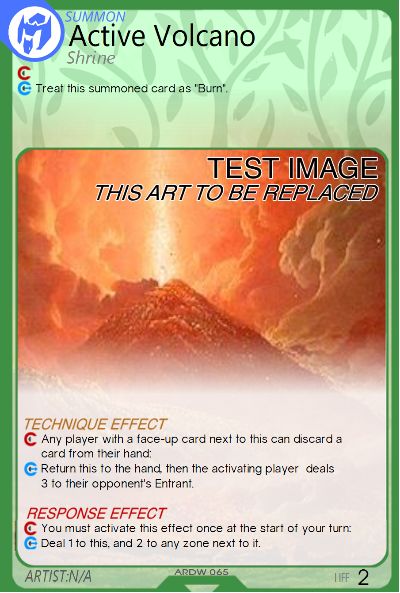 SUMMON
Active Volcano
Shrine
Treat this summoned card as "Burn".
TEST IMAGE
THIS ART TO BE REPLACED
TECHNIQUE EFFECT
Any player with a face-up card next to this can discard a
card from their hand:
Return this to the hand, then the activating player deals
3 to their opponent's Entrant.
RESPONSE EFFECT
You must activate this effect once at the start of your turn:
Deal 1 to this, and 2 to any zone next to it.
ARTIST:N/A
ARDW 065
LIFE 2